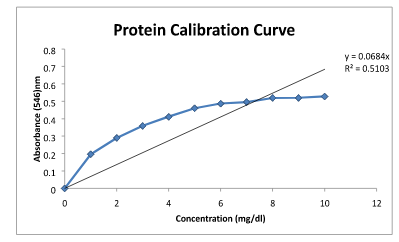 Protein Calibration Curve
y = 0.0684x
R² = 0.5103
0.8
0.7
0.6
0.5
0.4
0.3
0.2
0.1
0
Absorbance (546)nm
0 2 4 6 8 10 12
Concentration (mg/dl)